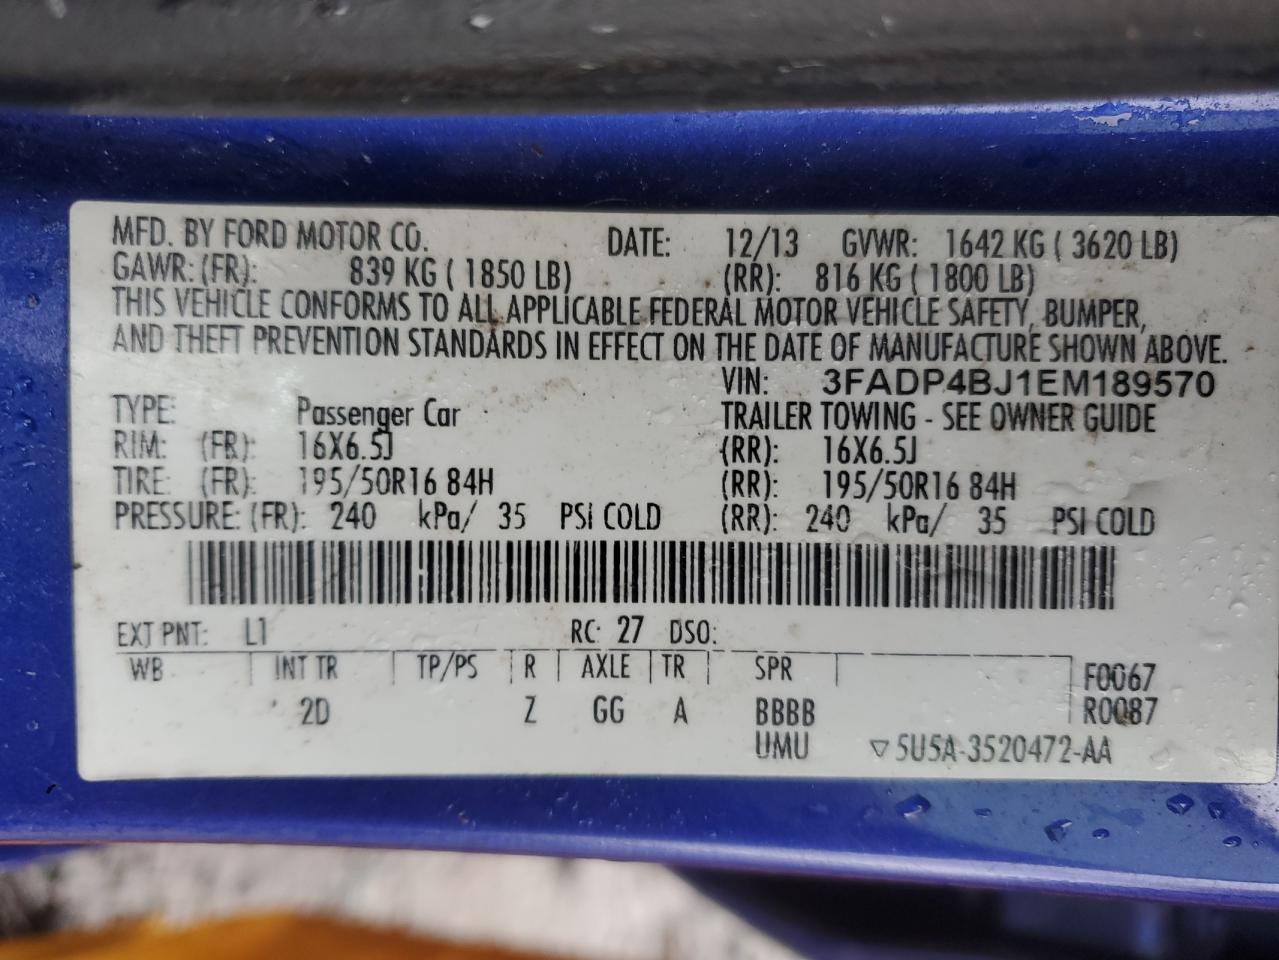 MFD. BY FORD MOTOR CO. DATE: 12/13 GVWR: 1642 KG ( 3620 LB)
GAWR: (FR): 839 KG ( 1850 LB) (RR): 816 KG ( 1800 LB)
THIS VEHICLE CONFORMS TO ALL APPLICABLE FEDERAL MOTOR VEHICLE SAFETY, BUMPER,
AND THEFT PREVENTION STANDARDS IN EFFECT ON THE DATE OF MANUFACTURE SHOWN ABOVE.
VIN: 3FADP4BJ1EM189570
TYPE: Passenger Car TRAILER TOWING - SEE OWNER GUIDE
RIM: (FR): 16X6.5J (RR): 16X6.5J
TIRE: (FR): 195/50R16 84H (RR): 195/50R16 84H
PRESSURE: (FR): 240 kPa/ 35 PSI COLD (RR): 240 kPa/ 35 PSI COLD
EXT PNT: L1 RC: 27 DSO:
WB INT TR TP/PS R AXLE TR SPR F0067
2D Z GG A BBBB R0087
UMU ▽5U5A-3520472-AA